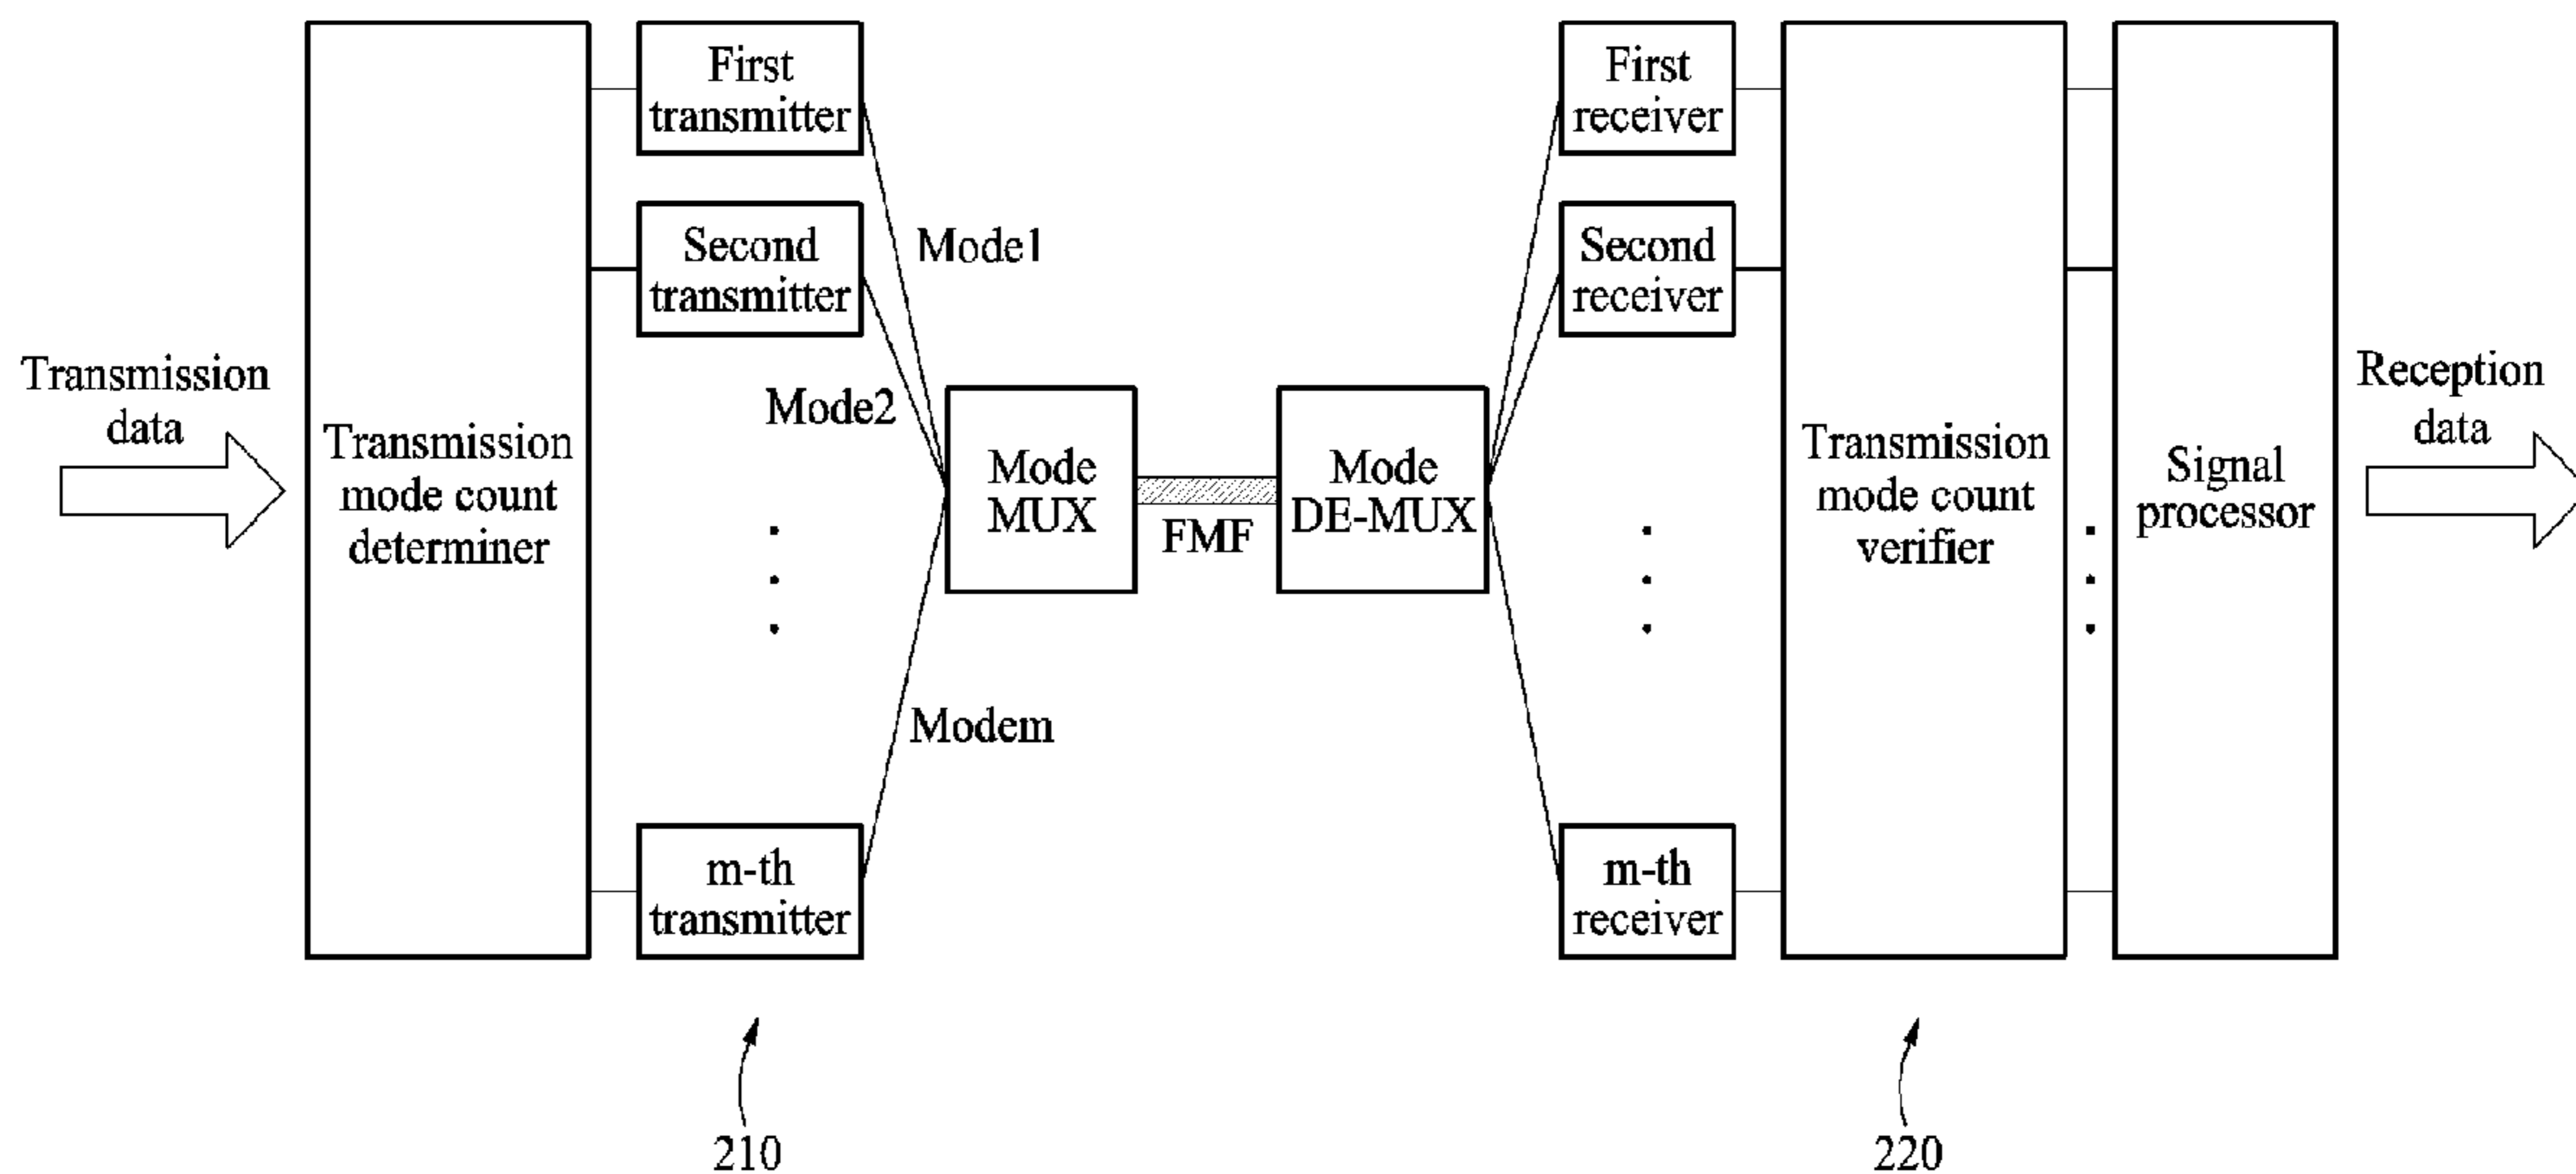 Transmission
data
Transmission
mode count
determiner
First
transmitter
Second
transmitter
m-th
transmitter
Mode1
Mode2
Modem
Mode
MUX
FMF
Mode
DE-MUX
First
receiver
Second
receiver
m-th
receiver
Transmission
mode count
verifier
Signal
processor
Reception
data
210
220